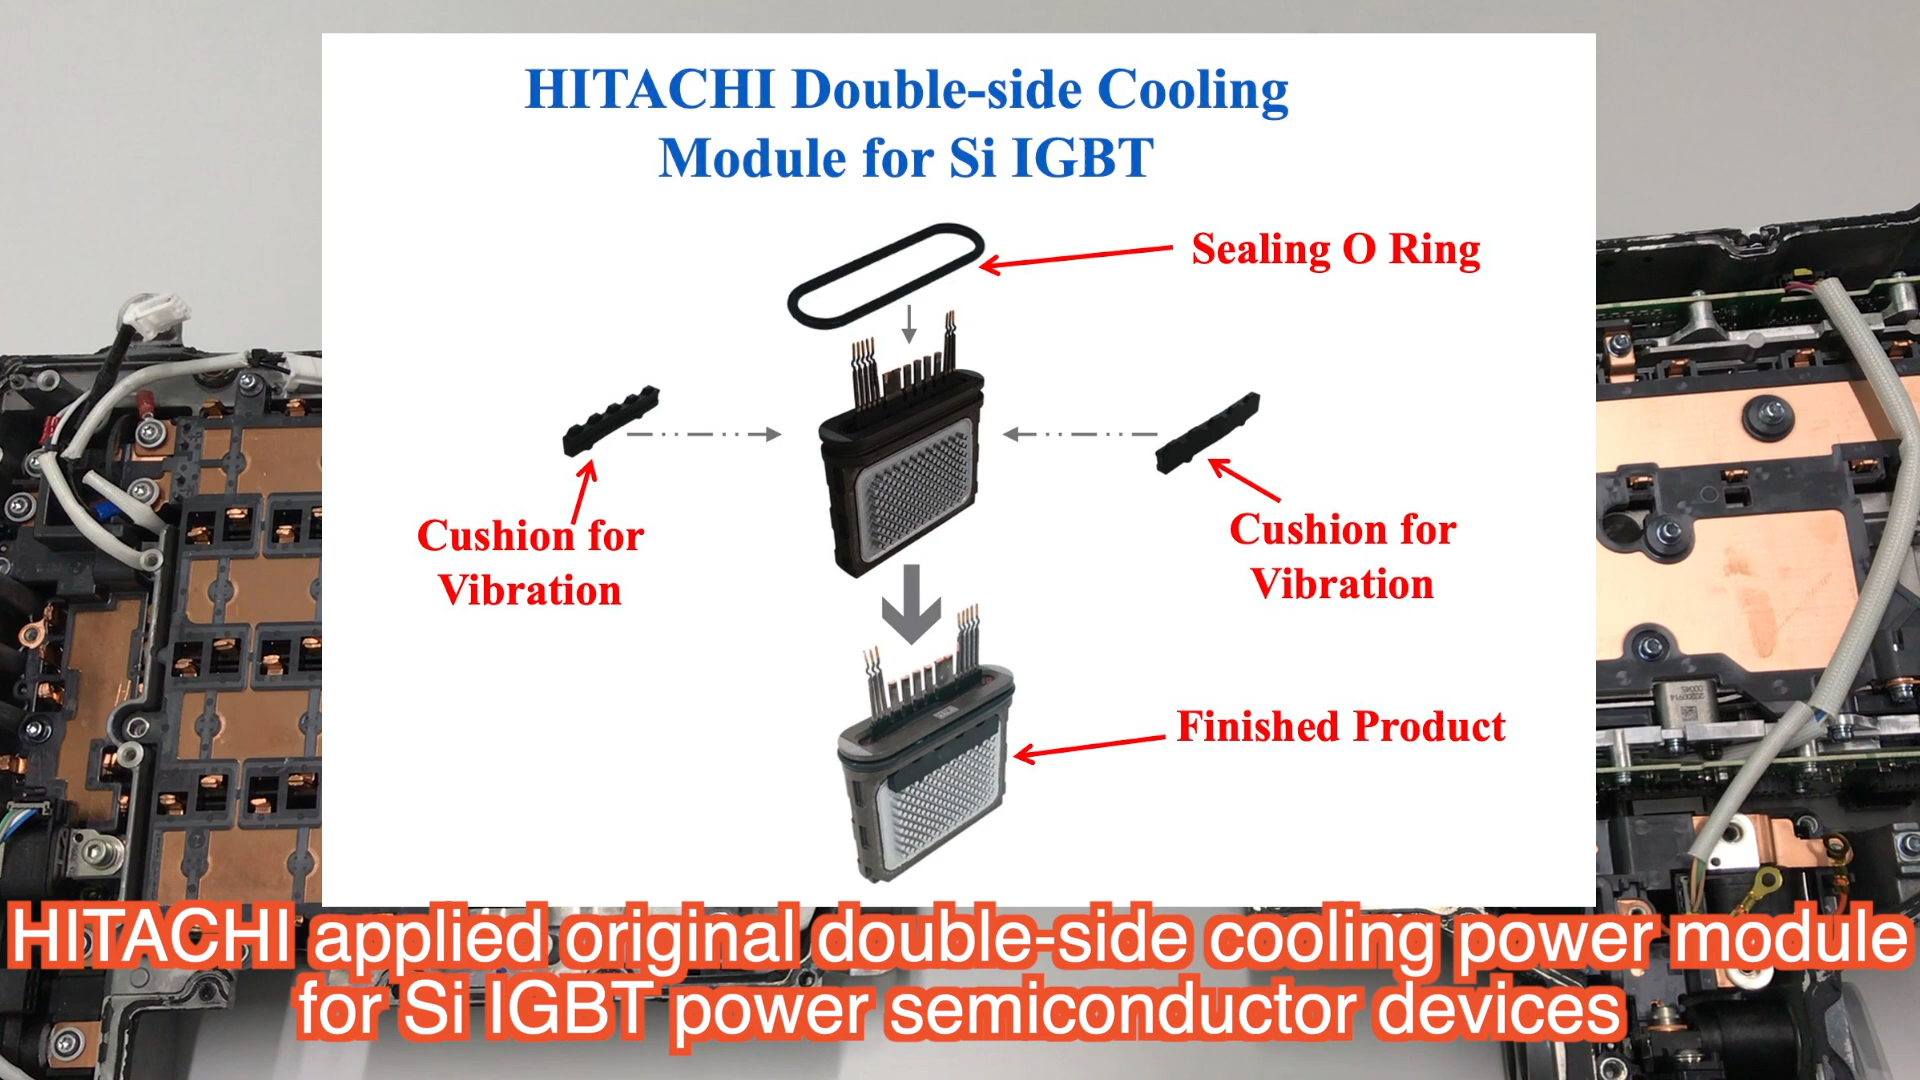 HITACHI Double-side Cooling
Module for Si IGBT
Sealing O Ring
Cushion for
Vibration
Cushion for
Vibration
Finished Product
HITACHI applied original double-side cooling power module
for Si IGBT power semiconductor devices